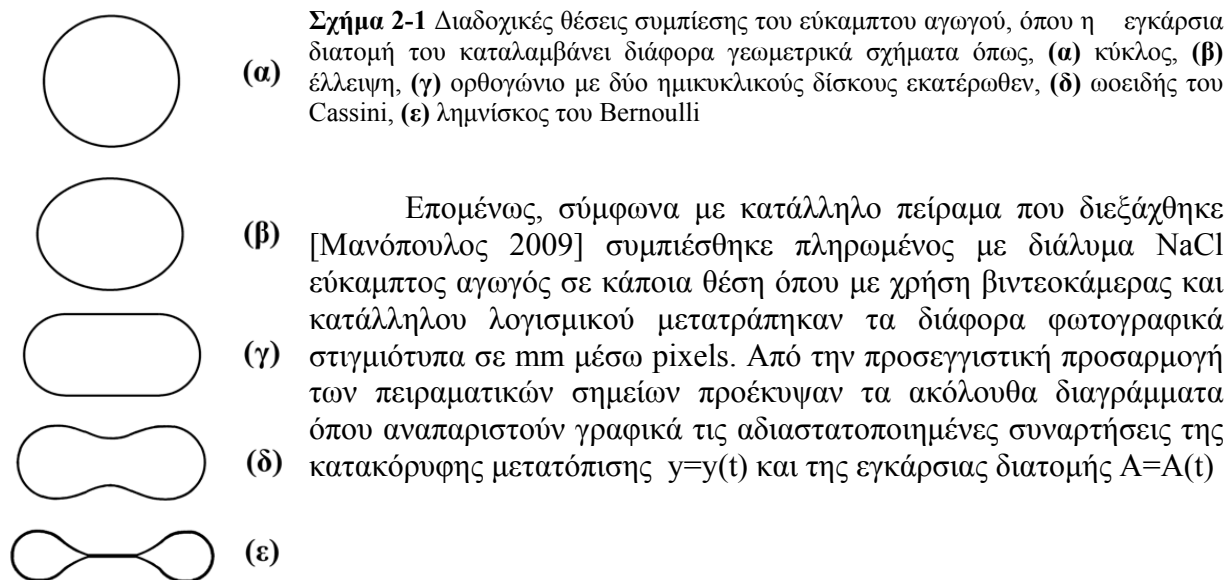 Σχήμα 2-1 Διαδοχικές θέσεις συμπίεσης του εύκαμπτου αγωγού, όπου η εγκάρσια
διατομή του καταλαμβάνει διάφορα γεωμετρικά σχήματα όπως, (α) κύκλος, (β)
έλλειψη, (γ) ορθογώνιο με δύο ημικυκλικούς δίσκους εκατέρωθεν, (δ) ωοειδής του
Cassini, (ε) λημνίσκος του Bernoulli
(α)
(β)
(γ)
(δ)
(ε)
Επομένως, σύμφωνα με κατάλληλο πείραμα που διεξάχθηκε
[Μανόπουλος 2009] συμπιέσθηκε πληρωμένος με διάλυμα NaCl
εύκαμπτος αγωγός σε κάποια θέση όπου με χρήση βιντεοκάμερας και
κατάλληλου λογισμικού μετατράπηκαν τα διάφορα φωτογραφικά
στιγμιότυπα σε mm μέσω pixels. Από την προσεγγιστική προσαρμογή
των πειραματικών σημείων προέκυψαν τα ακόλουθα διαγράμματα
όπου αναπαριστούν γραφικά τις αδιαστατοποιημένες συναρτήσεις της
κατακόρυφης μετατόπισης y=y(t) και της εγκάρσιας διατομής A=A(t)